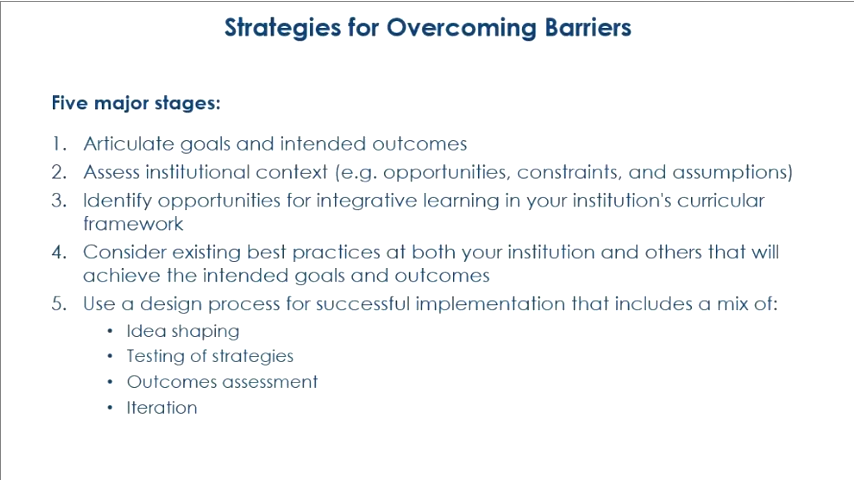 Strategies for Overcoming Barriers
Five major stages:
1. Articulate goals and intended outcomes
2. Assess institutional context (e.g. opportunities, constraints, and assumptions)
3. Identify opportunities for integrative learning in your institution's curricular
framework
4. Consider existing best practices at both your institution and others that will
achieve the intended goals and outcomes
5. Use a design process for successful implementation that includes a mix of:
• Idea shaping
• Testing of strategies
• Outcomes assessment
• Iteration